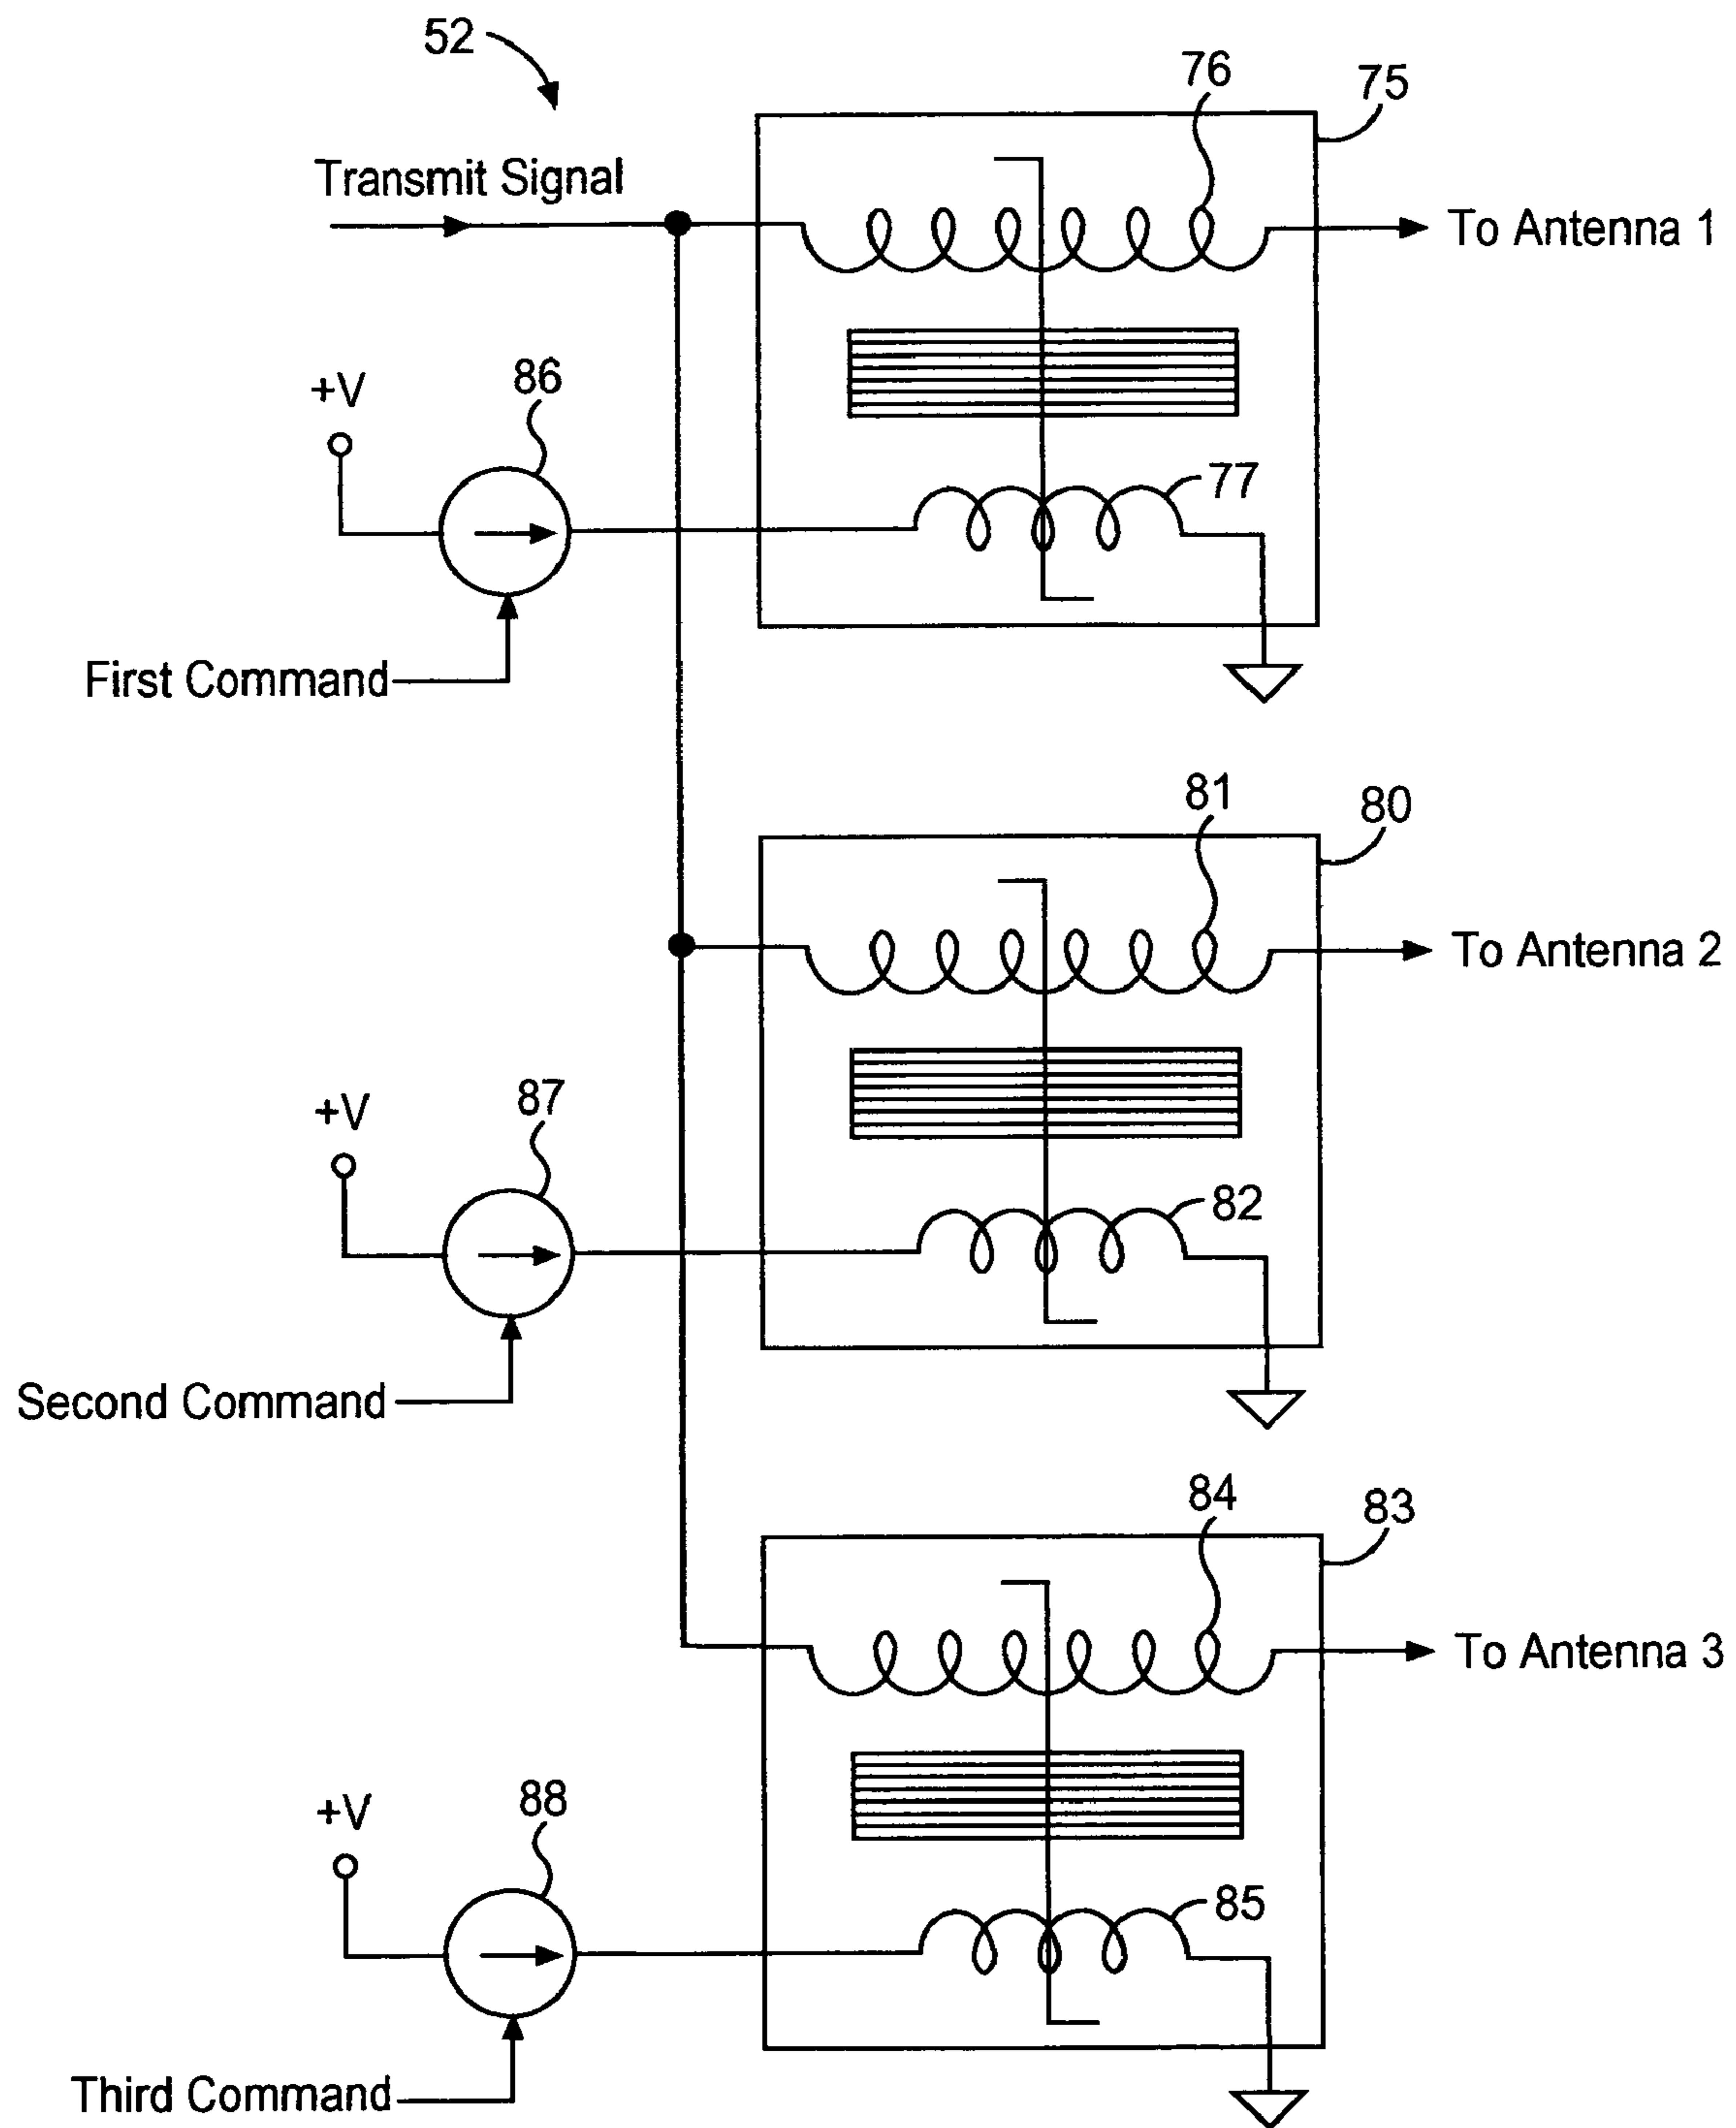 52
76
75
Transmit Signal
To Antenna 1
+V
86
77
First Command
81
80
To Antenna 2
+V
87
82
Second Command
84
83
To Antenna 3
+V
88
85
Third Command